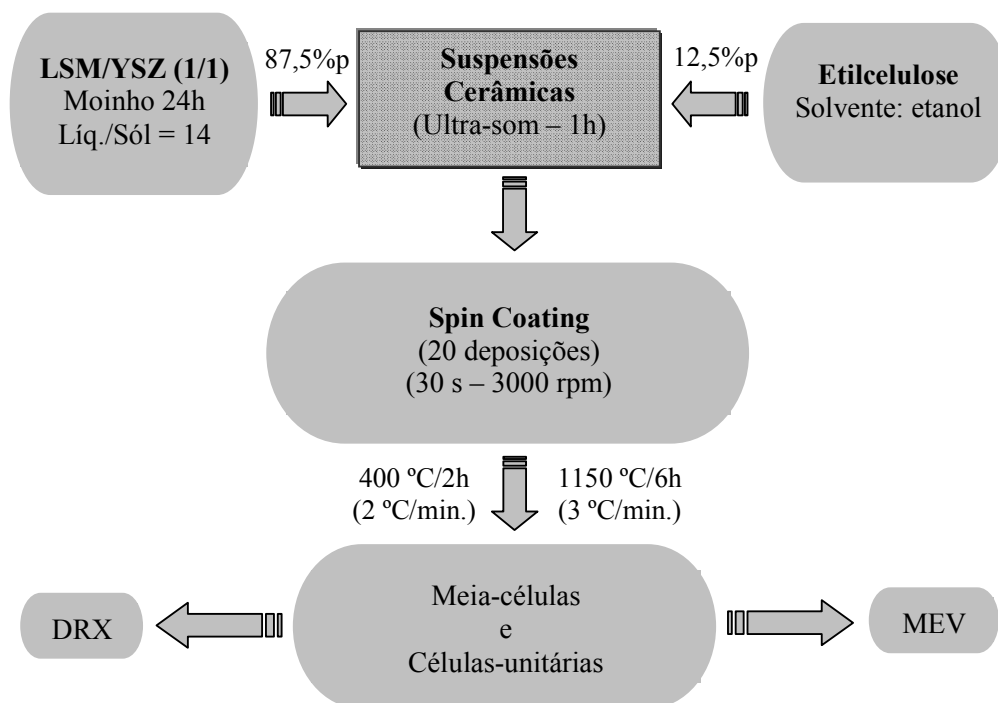 LSM/YSZ (1/1)
Moinho 24h
Líq./Sól = 14
87,5%p
Suspensões
Cerâmicas
(Ultra-som – 1h)
12,5%p
Etilcelulose
Solvente: etanol
Spin Coating
(20 deposições)
(30 s – 3000 rpm)
400 ºC/2h
(2 ºC/min.)
1150 ºC/6h
(3 ºC/min.)
Meia-células
e
Células-unitárias
DRX
MEV